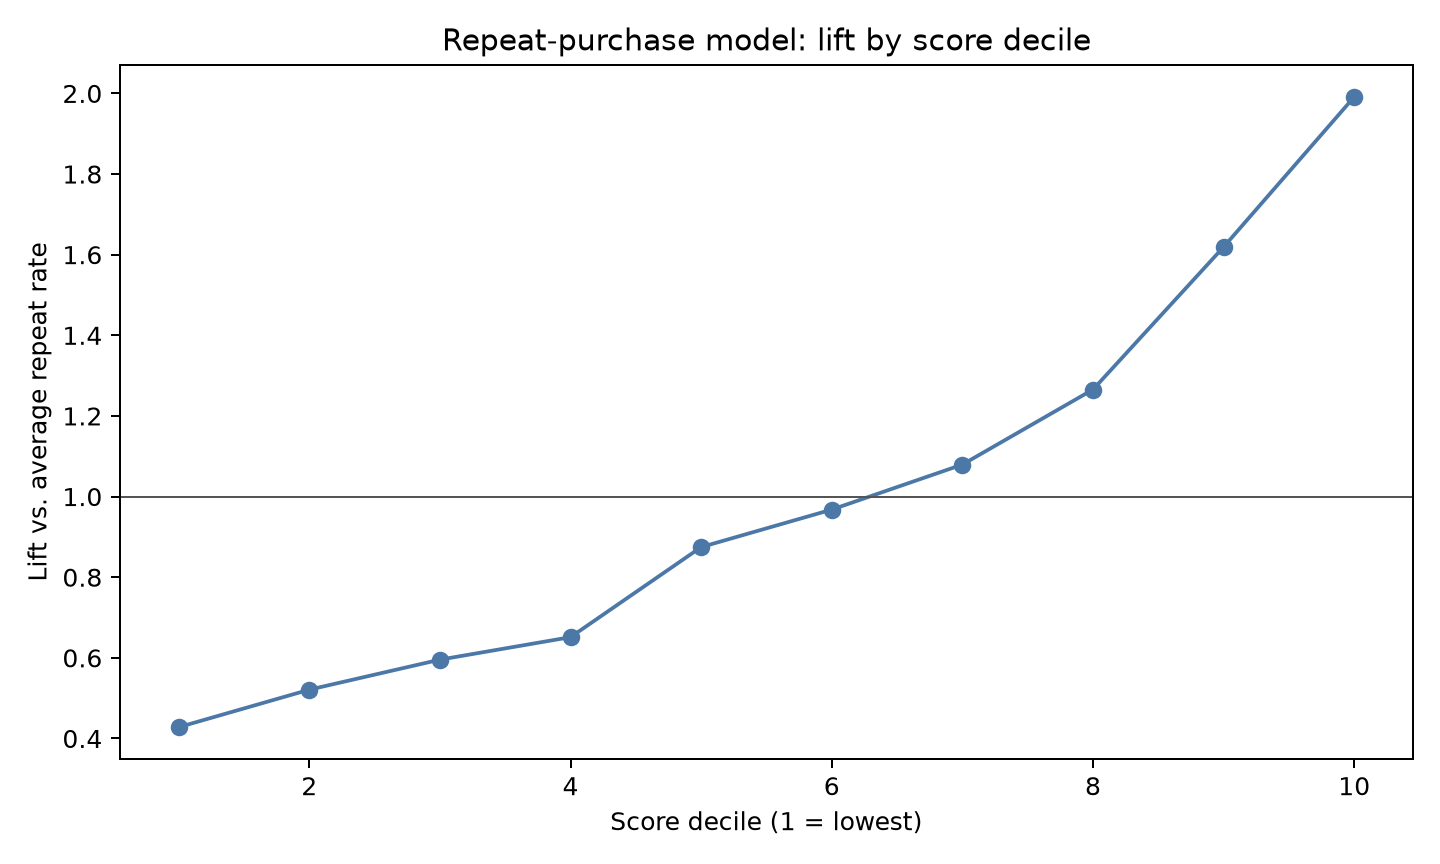 Repeat-purchase model: lift by score decile
Lift vs. average repeat rate
2.0
1.8
1.6
1.4
1.2
1.0
0.8
0.6
0.4
2 4 6 8 10
Score decile (1 = lowest)